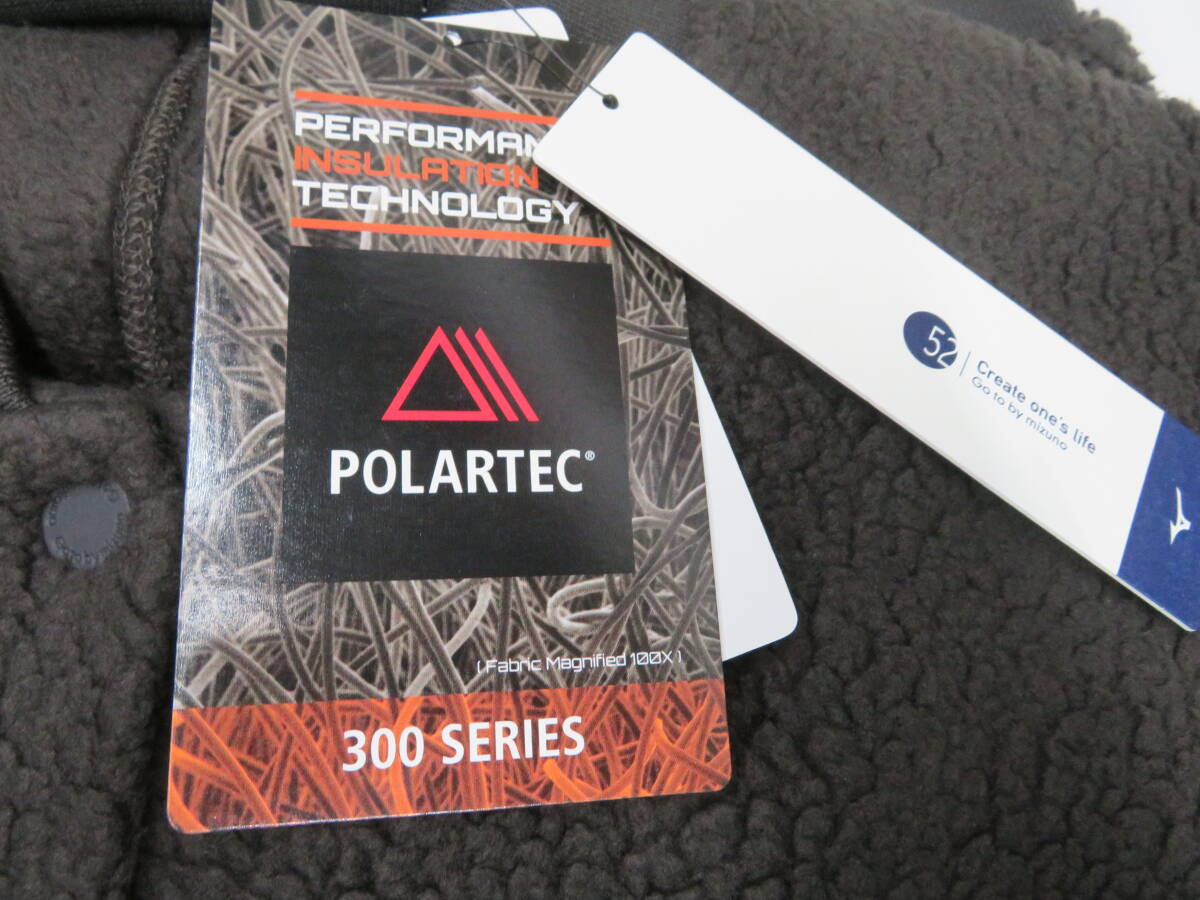 PERFORMAN
INSULATION
TECHNOLOGY
POLARTEC®
( Fabric Magnified 100X )
300 SERIES
52
Create one's life
Go to by mizuno